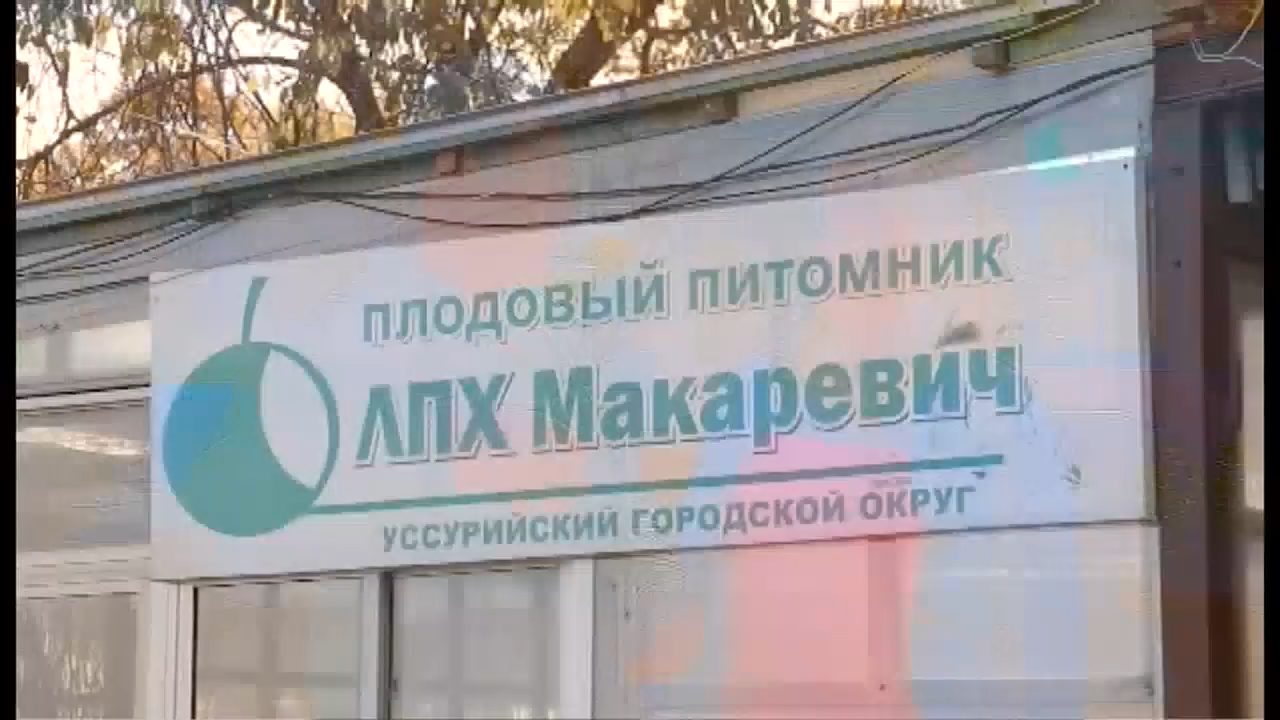 ПЛОДОВЫЙ ПИТОМНИК
ЛПХ Макаревич
УССУРИЙСКИЙ ГОРОДСКОЙ ОКРУГ